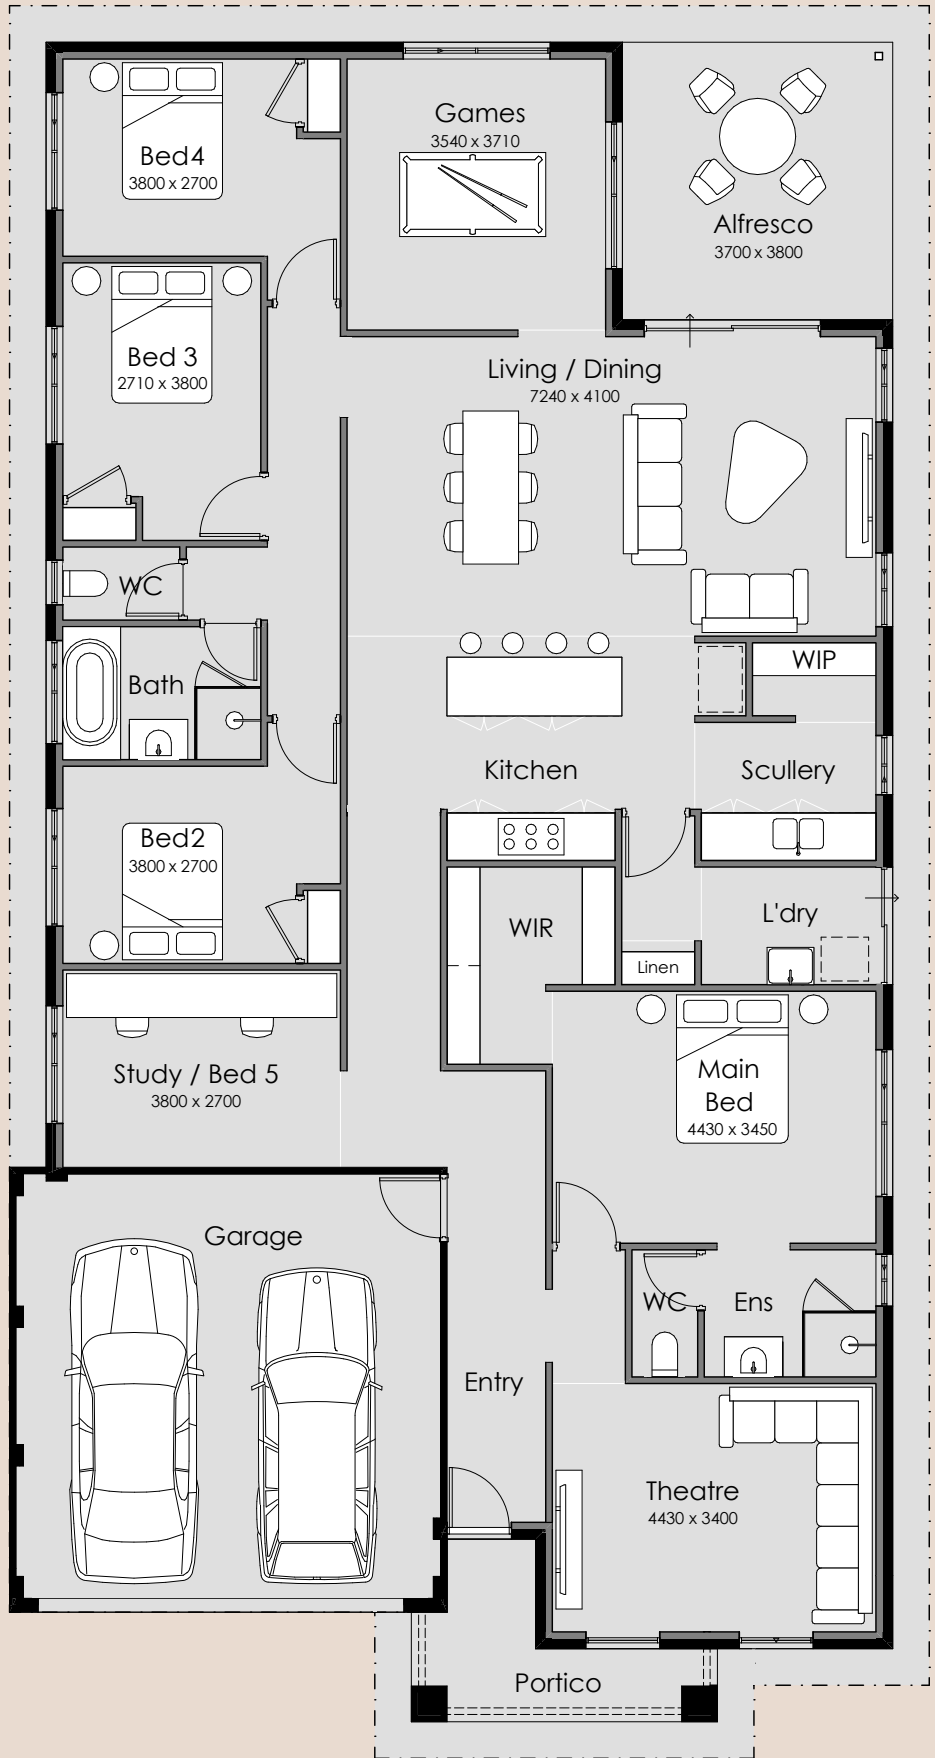 Games
3540 x 3710
Bed4
3800 x 2700
Alfresco
3700 x 3800
Bed 3
2710 x 3800
Living / Dining
7240 x 4100
WC
Bath
WIP
Kitchen
Scullery
Bed2
3800 x 2700
WIR
L'dry
Linen
Study / Bed 5
3800 x 2700
Main
Bed
4430 x 3450
Garage
WC
Ens
Entry
Theatre
4430 x 3400
Portico